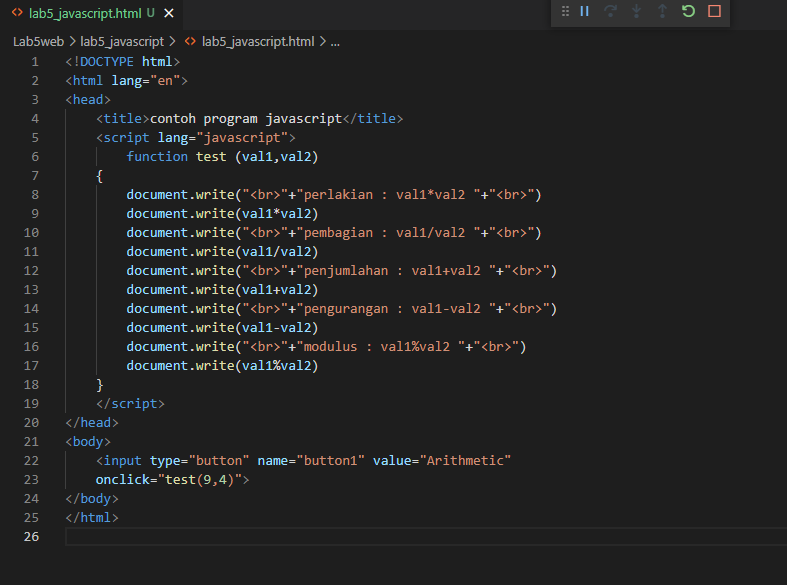 lab5_javascript.html U
Lab5web > lab5_javascript > lab5_javascript.html > ...
1 <!DOCTYPE html>
2 <html lang="en">
3 <head>
4 <title>contoh program javascript</title>
5 <script lang="javascript">
6 function test (val1,val2)
7 {
8 document.write("<br>"+"perlakian : val1*val2 "+"<br>")
9 document.write(val1*val2)
10 document.write("<br>"+"pembagian : val1/val2 "+"<br>")
11 document.write(val1/val2)
12 document.write("<br>"+"penjumlahan : val1+val2 "+"<br>")
13 document.write(val1+val2)
14 document.write("<br>"+"pengurangan : val1-val2 "+"<br>")
15 document.write(val1-val2)
16 document.write("<br>"+"modulus : val1%val2 "+"<br>")
17 document.write(val1%val2)
18 }
19 </script>
20 </head>
21 <body>
22 <input type="button" name="button1" value="Arithmetic"
23 onclick="test(9,4)">
24 </body>
25 </html>
26